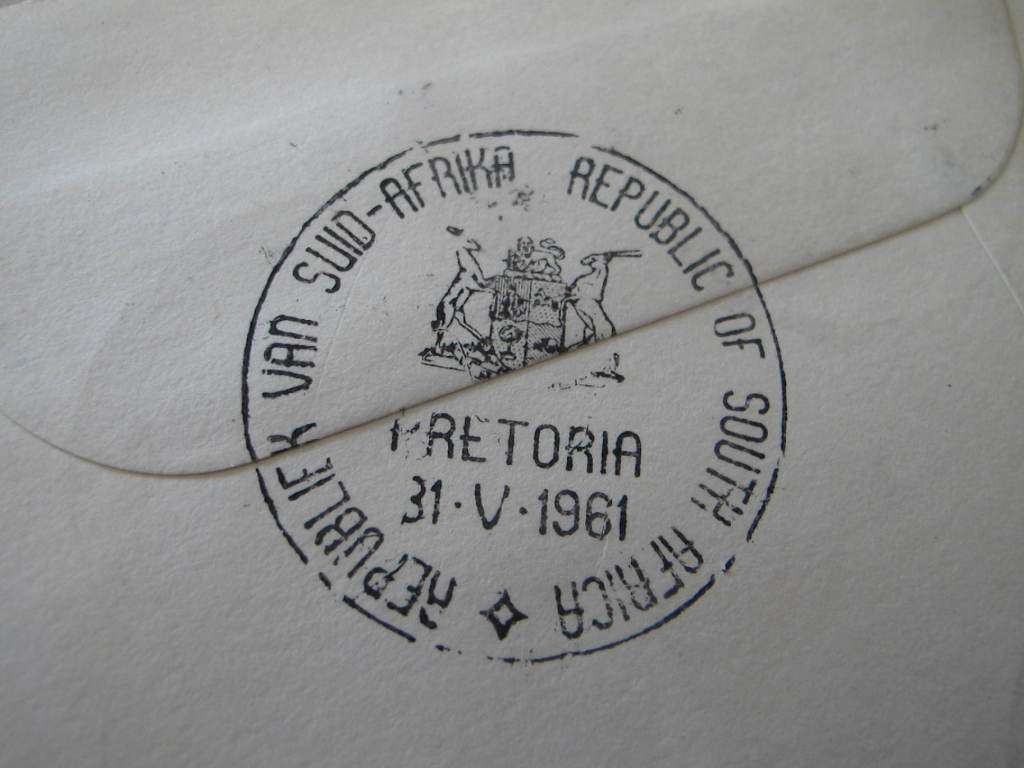 REPUBLIEK VAN SUID-AFRIKA REPUBLIC OF SOUTH AFRICA
PRETORIA
31·V·1961